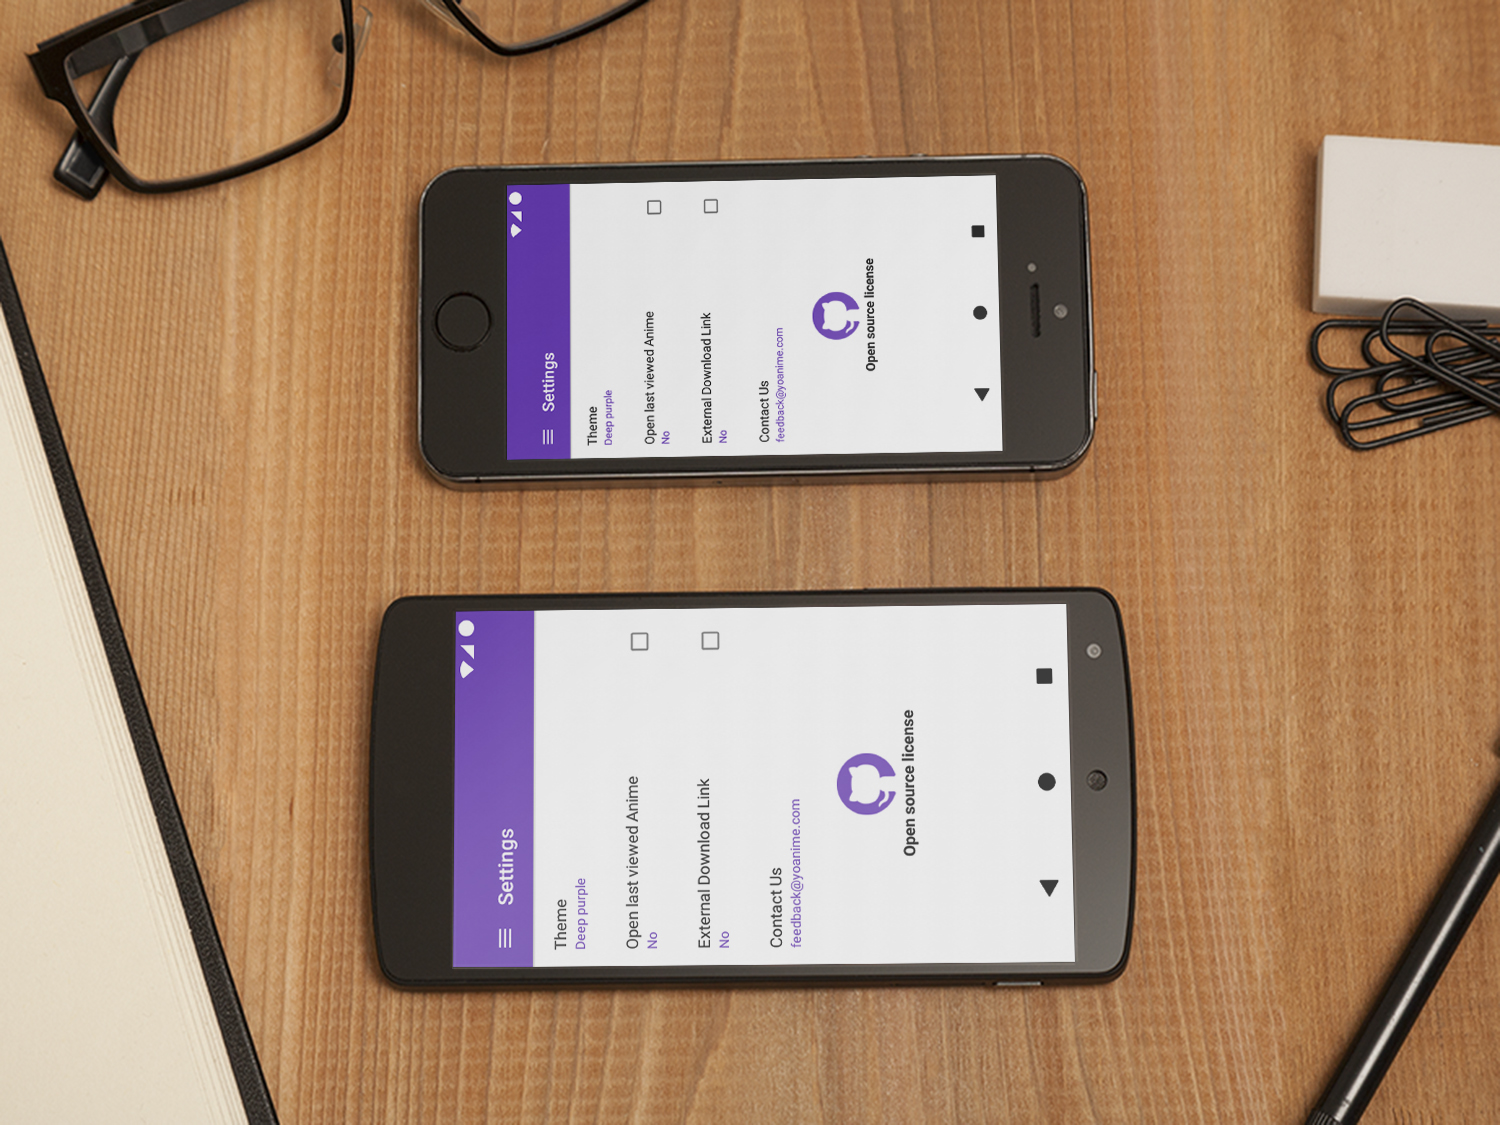 Settings
Theme
Deep purple
Open last viewed Anime
No
External Download Link
No
Contact Us
feedback@yoanime.com
Open source license
Settings
Theme
Deep purple
Open last viewed Anime
No
External Download Link
No
Contact Us
feedback@yoanime.com
Open source license